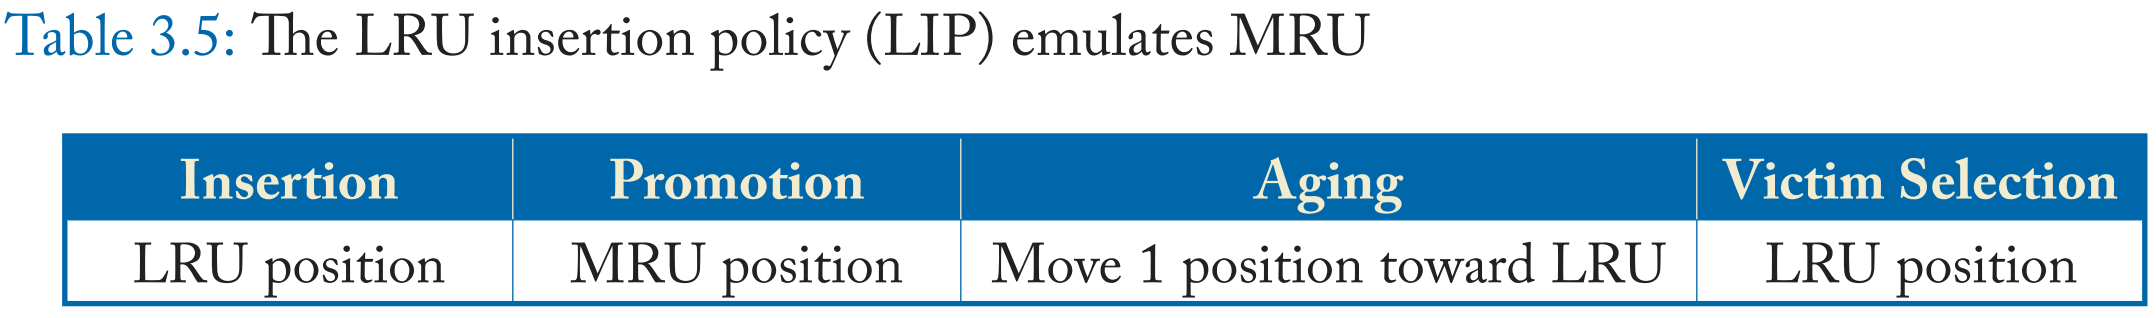 Table 3.5: The LRU insertion policy (LIP) emulates MRU
Insertion Promotion Aging Victim Selection
LRU position MRU position Move 1 position toward LRU LRU position